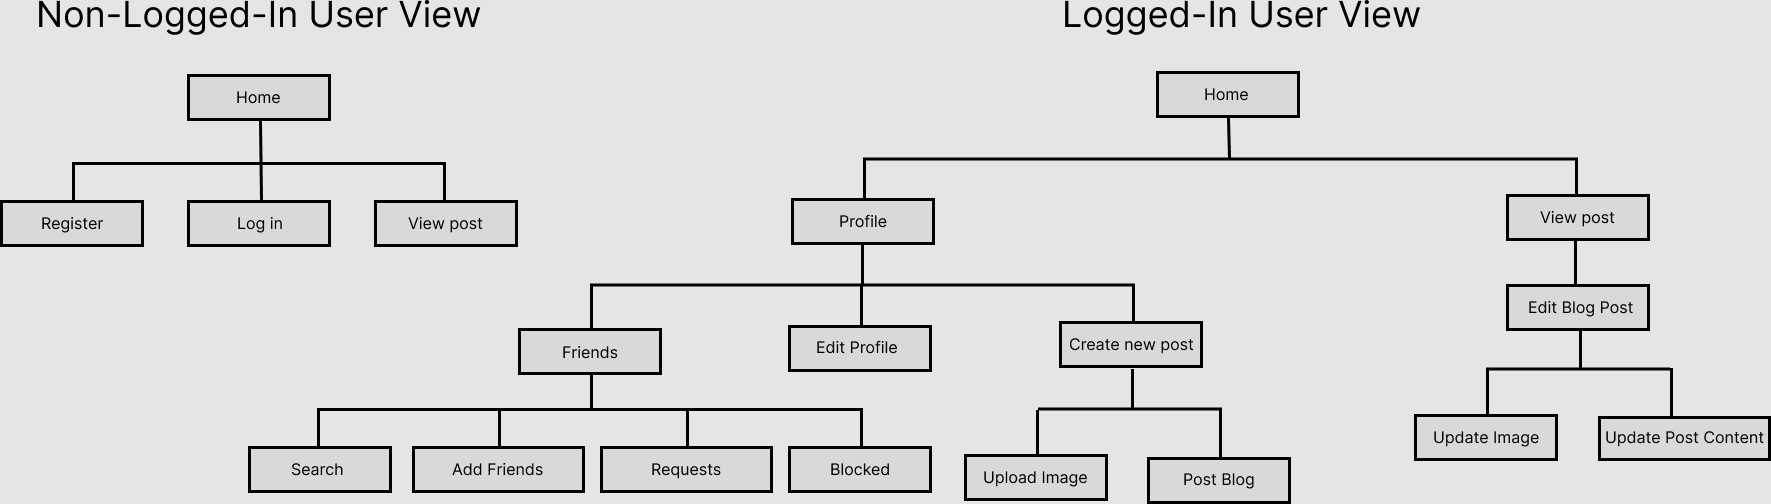 Non-Logged-In User View
Logged-In User View
Home
Home
Register
Log in
View post
Profile
View post
Friends
Edit Profile
Create new post
Edit Blog Post
Search
Add Friends
Requests
Blocked
Upload Image
Post Blog
Update Image
Update Post Content